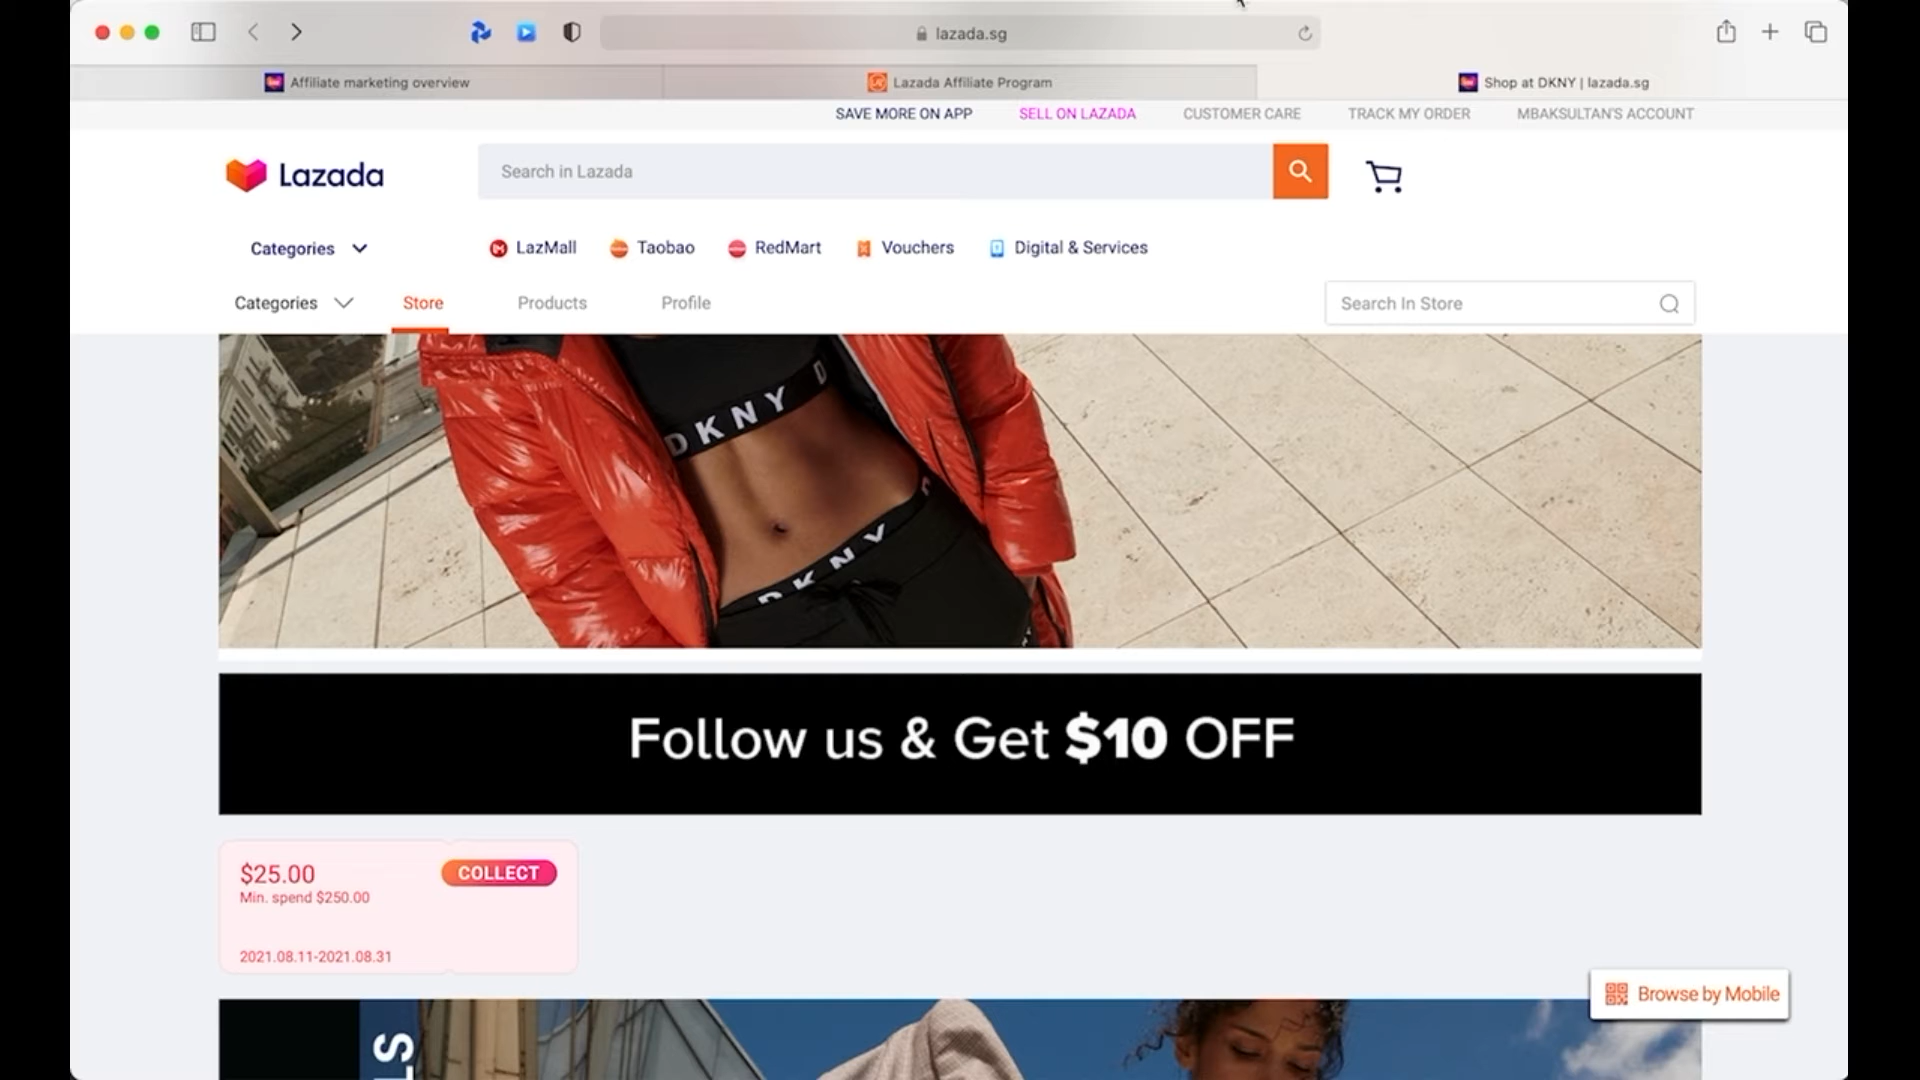 lazada.sg
Affiliate marketing overview
Lazada Affiliate Program
Shop at DKNY | lazada.sg
SAVE MORE ON APP
SELL ON LAZADA
CUSTOMER CARE
TRACK MY ORDER
MBAKSULTAN'S ACCOUNT
Lazada
Search in Lazada
Categories
LazMall
Taobao
RedMart
Vouchers
Digital & Services
Categories
Store
Products
Profile
Search In Store
DKNY D
DKNY
Follow us & Get $10 OFF
$25.00
COLLECT
Min. spend $250.00
2021.08.11-2021.08.31
Browse by Mobile